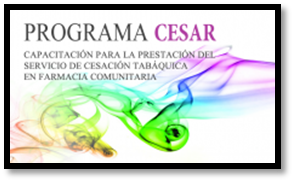 PROGRAMA CESAR
CAPACITACIÓN PARA LA PRESTACIÓN DEL
SERVICIO DE CESACIÓN TABÁQUICA
EN FARMACIA COMUNITARIA